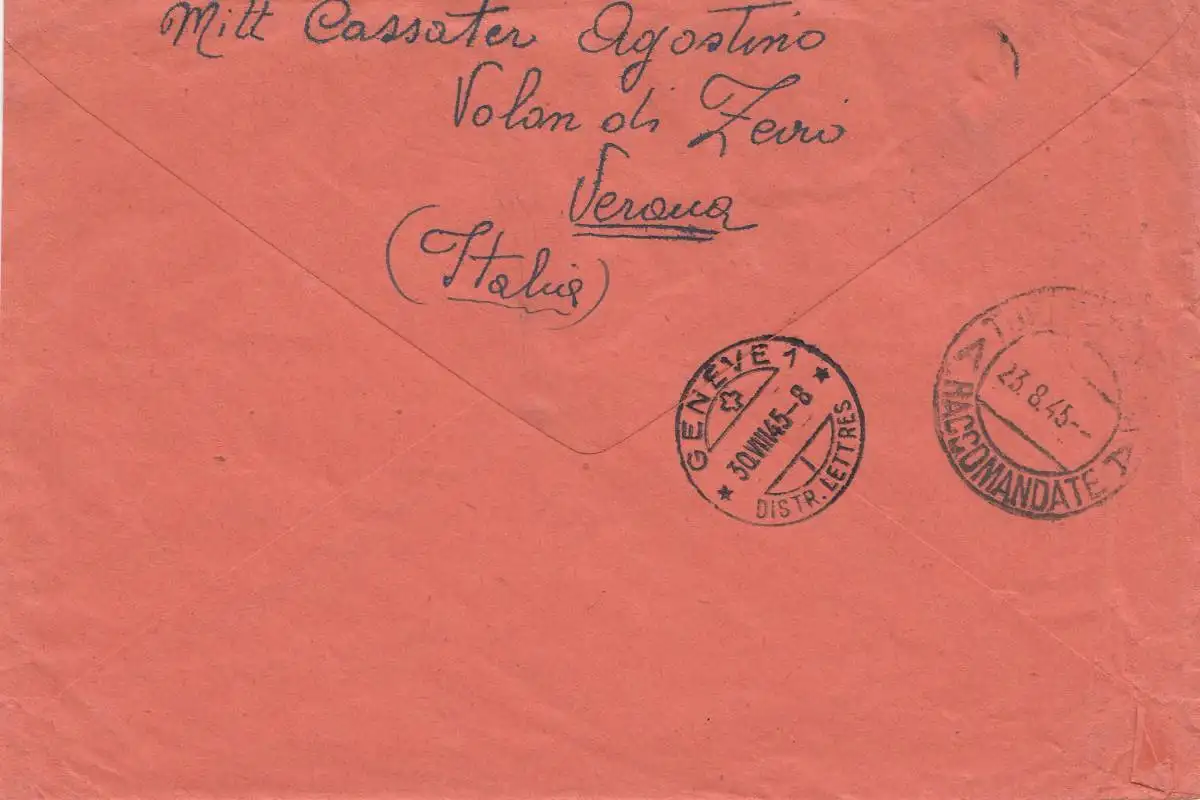 Mitt Cassater Agostino
Volon di Zevio
Verona
(Italia)
GENEVE 1
30.VIII.45-8
1
DISTR. LETTRES
23.8.45--
RACCOMANDATE